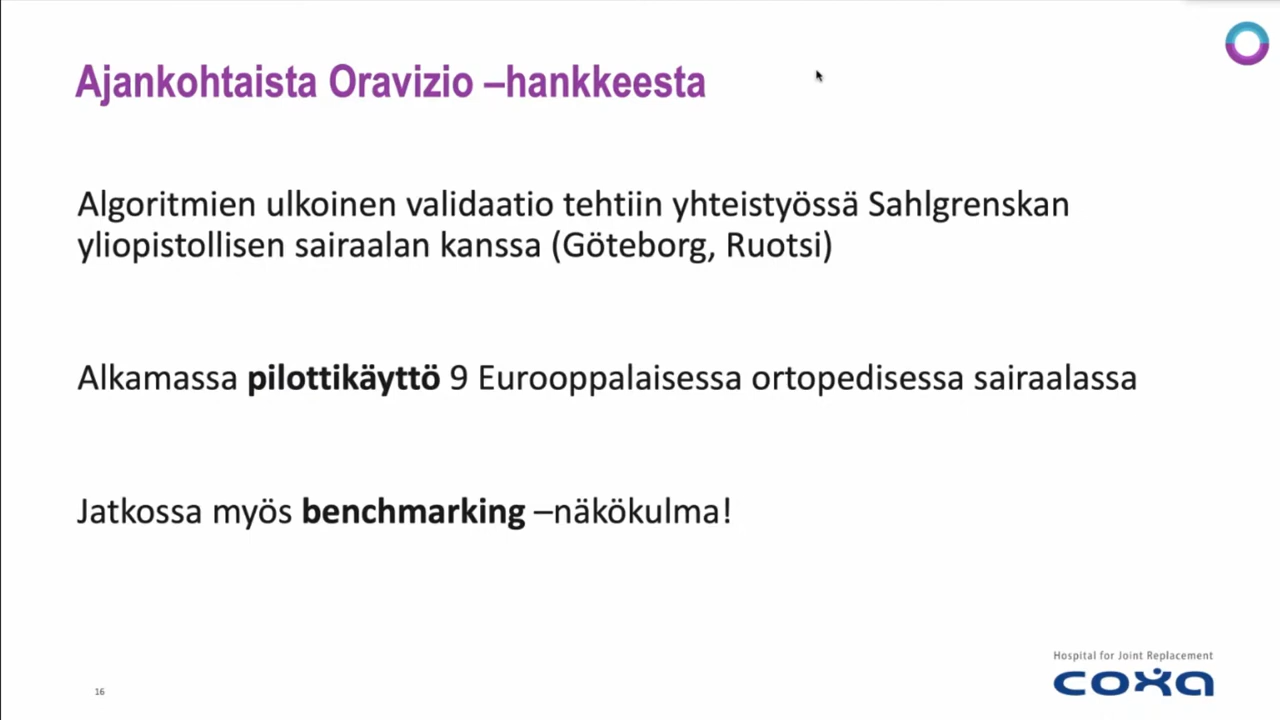 Ajankohtaista Oravizio –hankkeesta
Algoritmien ulkoinen validaatio tehtiin yhteistyössä Sahlgrenskan
yliopistollisen sairaalan kanssa (Göteborg, Ruotsi)
Alkamassa pilottikäyttö 9 Eurooppalaisessa ortopedisessa sairaalassa
Jatkossa myös benchmarking –näkökulma!
Hospital for Joint Replacement
coxa
16